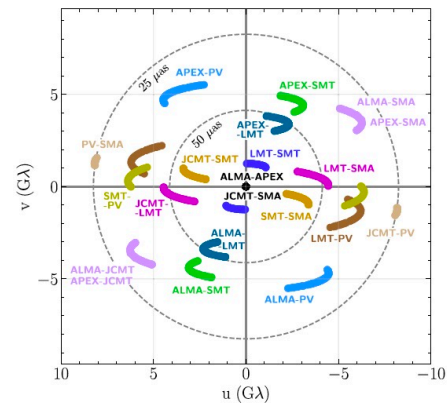 25 μas
50 μas
APEX-PV
APEX-SMT
ALMA-SMA
APEX-SMA
APEX-
-LMT
PV-SMA
JCMT-SMT
LMT-SMT
LMT-SMA
ALMA-APEX
JCMT-SMA
SMT-
PV
JCMT-
-LMT
SMT-SMA
LMT-PV
JCMT-PV
ALMA-
-LMT
ALMA-JCMT
APEX-JCMT
ALMA-SMT
ALMA-PV
5
0
−5
10
5
0
−5
−10
v (Gλ)
u (Gλ)